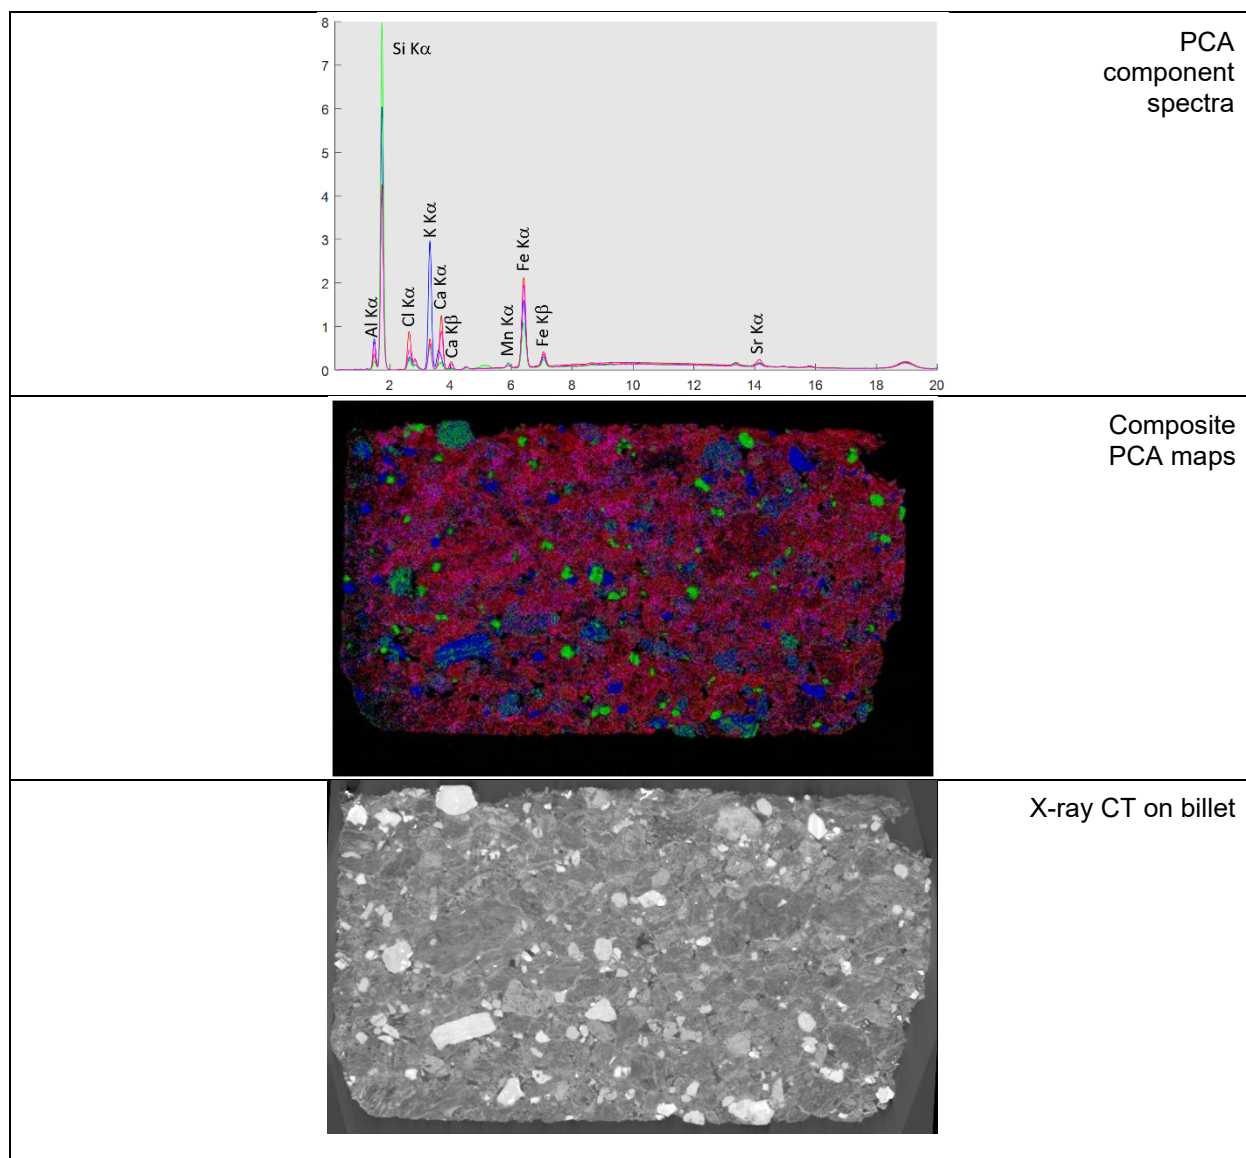 8
7
6
5
4
3
2
1
0
Si Kα
Al Kα
Cl Kα
K Kα
Ca Kα
Ca Kβ
Mn Kα
Fe Kα
Fe Kβ
Sr Kα
2 4 6 8 10 12 14 16 18 20
PCA
component
spectra
Composite
PCA maps
X-ray CT on billet